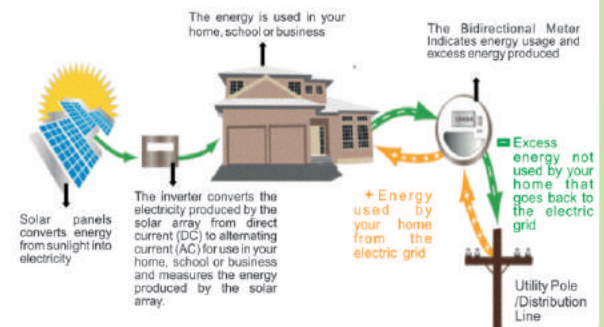 The energy is used in your
home, school or business
The Bidirectional Meter
Indicates energy usage and
excess energy produced
Solar panels
converts energy
from sunlight into
electricity
The inverter converts the
electricity produced by the
solar array from direct
current (DC) to alternating
current (AC) for use in your
home, school or business
and measures the energy
produced by the solar
array.
+ Energy
used by
your home
from the
electric grid
- Excess
energy not
used by your
home that
goes back to
the electric
grid
Utility Pole
/Distribution
Line